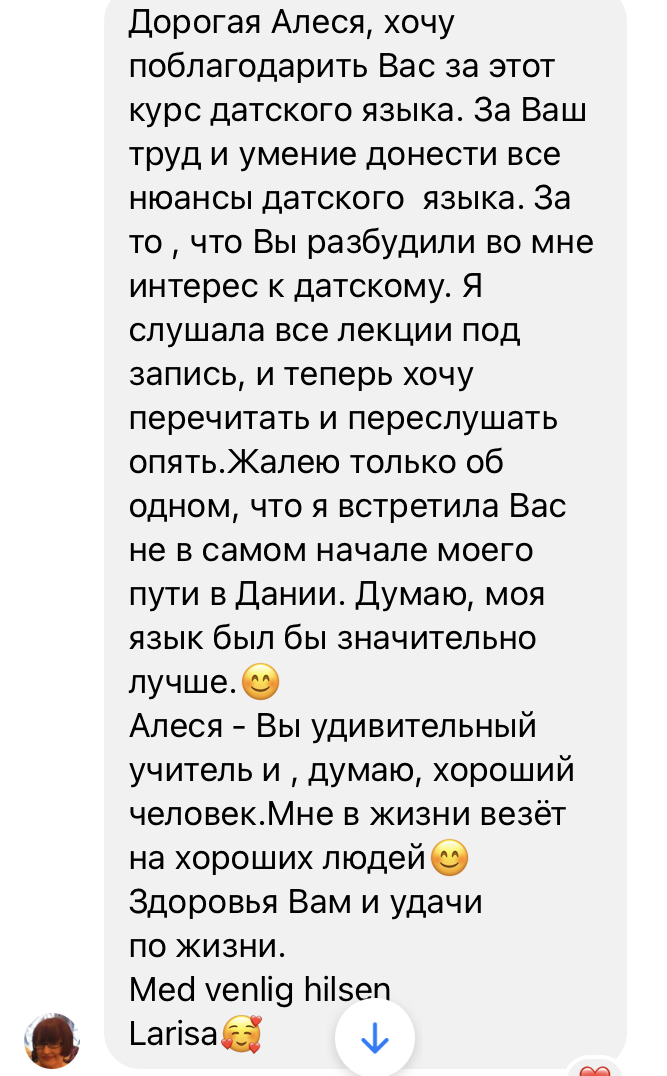 Дорогая Алеся, хочу
поблагодарить Вас за этот
курс датского языка. За Ваш
труд и умение донести все
нюансы датского  языка. За
то , что Вы разбудили во мне
интерес к датскому. Я
слушала все лекции под
запись, и теперь хочу
перечитать и переслушать
опять.Жалею только об
одном, что я встретила Вас
не в самом начале моего
пути в Дании. Думаю, моя
язык был бы значительно
лучше.😊
Алеся - Вы удивительный
учитель и , думаю, хороший
человек.Мне в жизни везёт
на хороших людей😊
Здоровья Вам и удачи
по жизни.
Med venlig hilsen
Larisa🥰